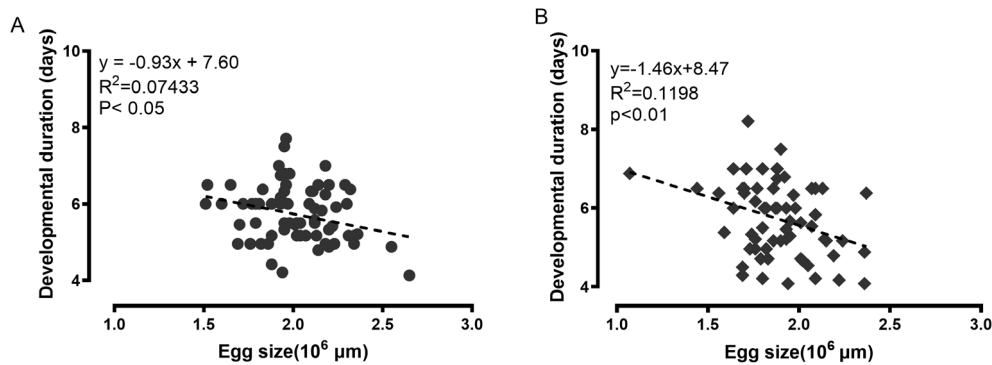 A
Developmental duration (days)
10
8
6
4
y = -0.93x + 7.60
R²=0.07433
P< 0.05
1.0 1.5 2.0 2.5 3.0
Egg size(10⁶ µm)
B
Developmental duration (days)
10
8
6
4
y=-1.46x+8.47
R²=0.1198
p<0.01
1.0 1.5 2.0 2.5 3.0
Egg size(10⁶ µm)